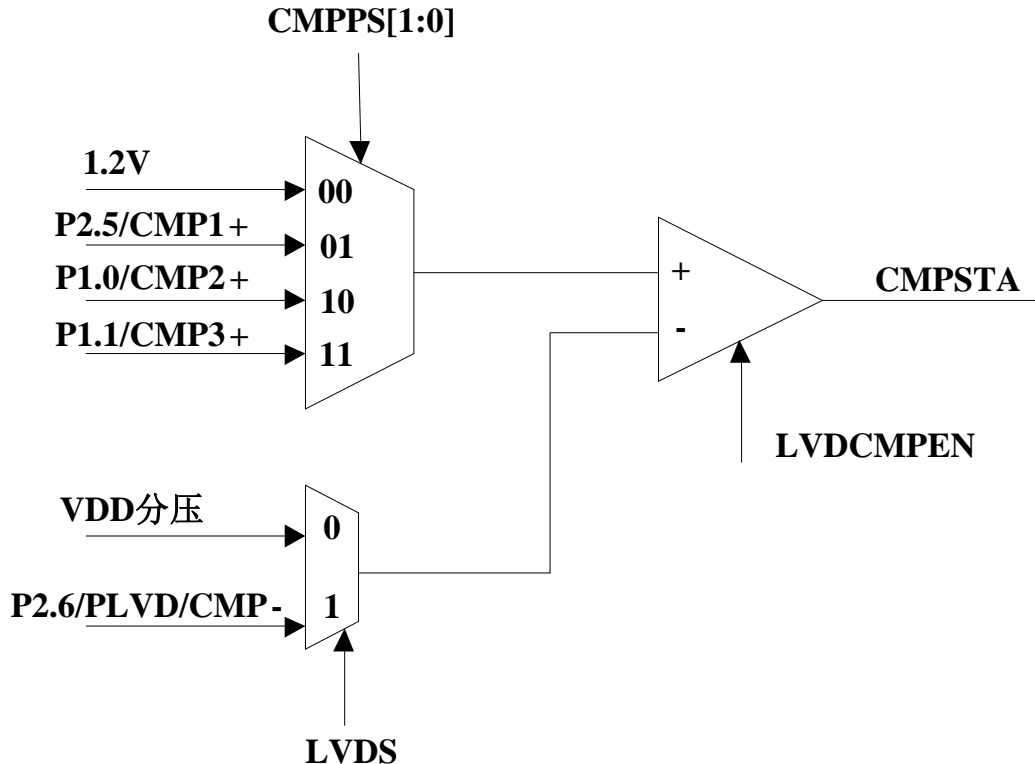 CMPPS[1:0]
1.2V
00
P2.5/CMP1+
01
P1.0/CMP2+
10
P1.1/CMP3+
11
+
-
CMPSTA
LVDCMPEN
VDD分压
0
P2.6/PLVD/CMP-
1
LVDS